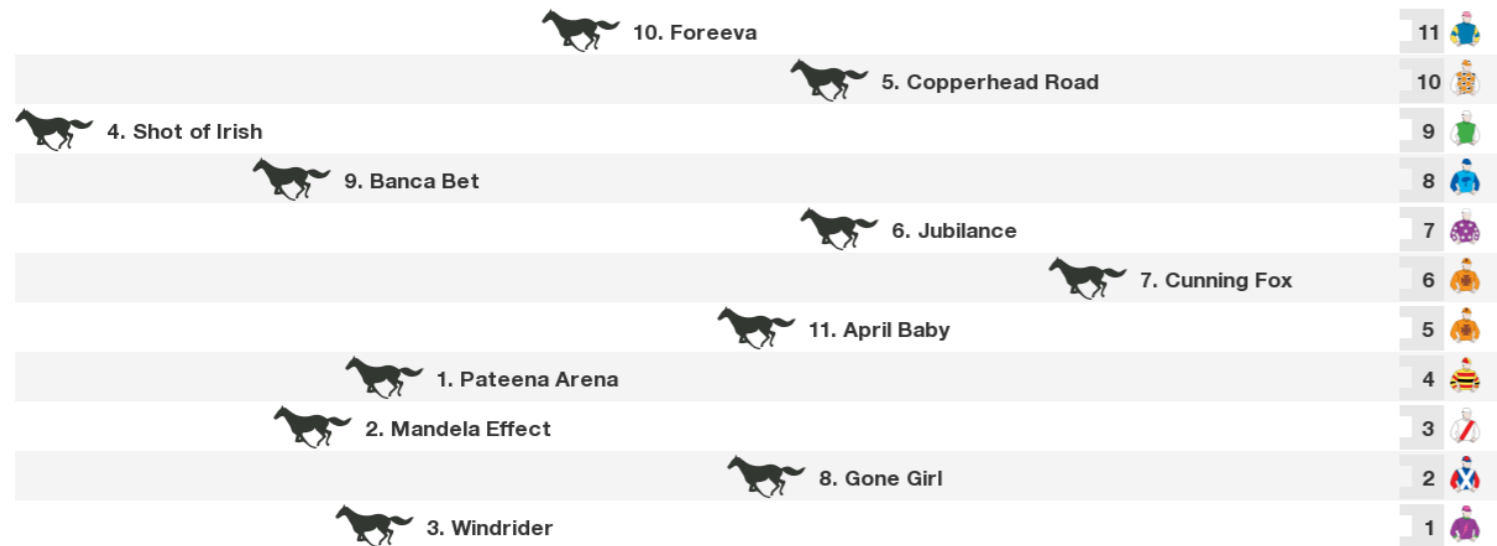 10. Foreeva 11
5. Copperhead Road 10
4. Shot of Irish 9
9. Banca Bet 8
6. Jubilance 7
7. Cunning Fox 6
11. April Baby 5
1. Pateena Arena 4
2. Mandela Effect 3
8. Gone Girl 2
3. Windrider 1